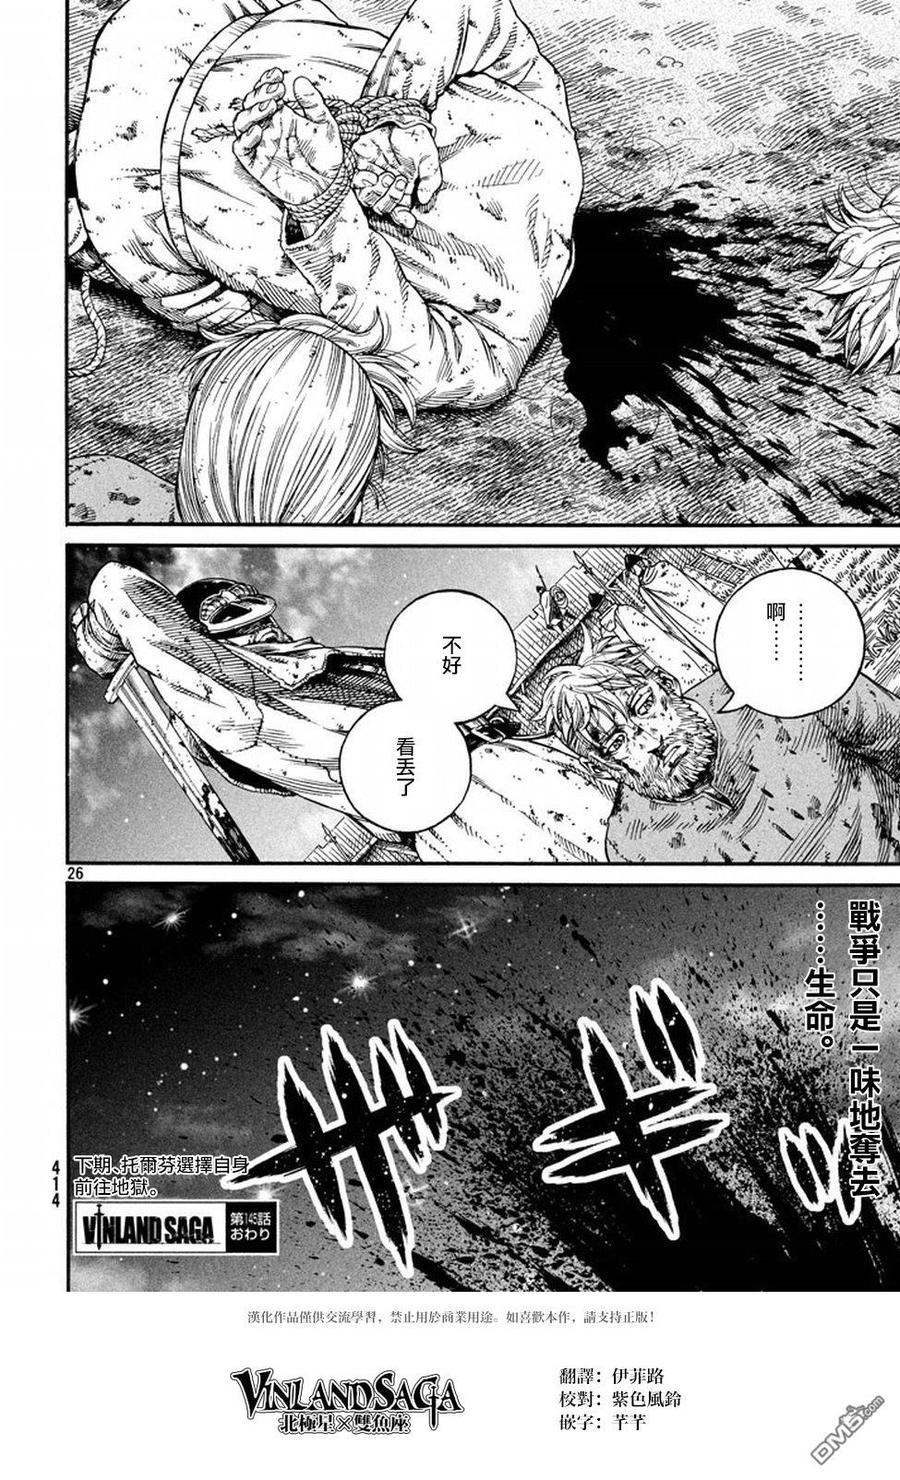 ………
啊……
不好
看丟了
26
戰爭只是一味地奪去
……生命。
ザギッ
下期、托爾芬選擇自身
前往地獄。
VINLAND SAGA
第145話
おわり
414
漢化作品僅供交流學習，禁止用於商業用途。如喜歡本作，請支持正版！
VINLAND SAGA
北極星×雙魚座
翻譯：伊菲路
校對：紫色風鈴
嵌字：芊芊